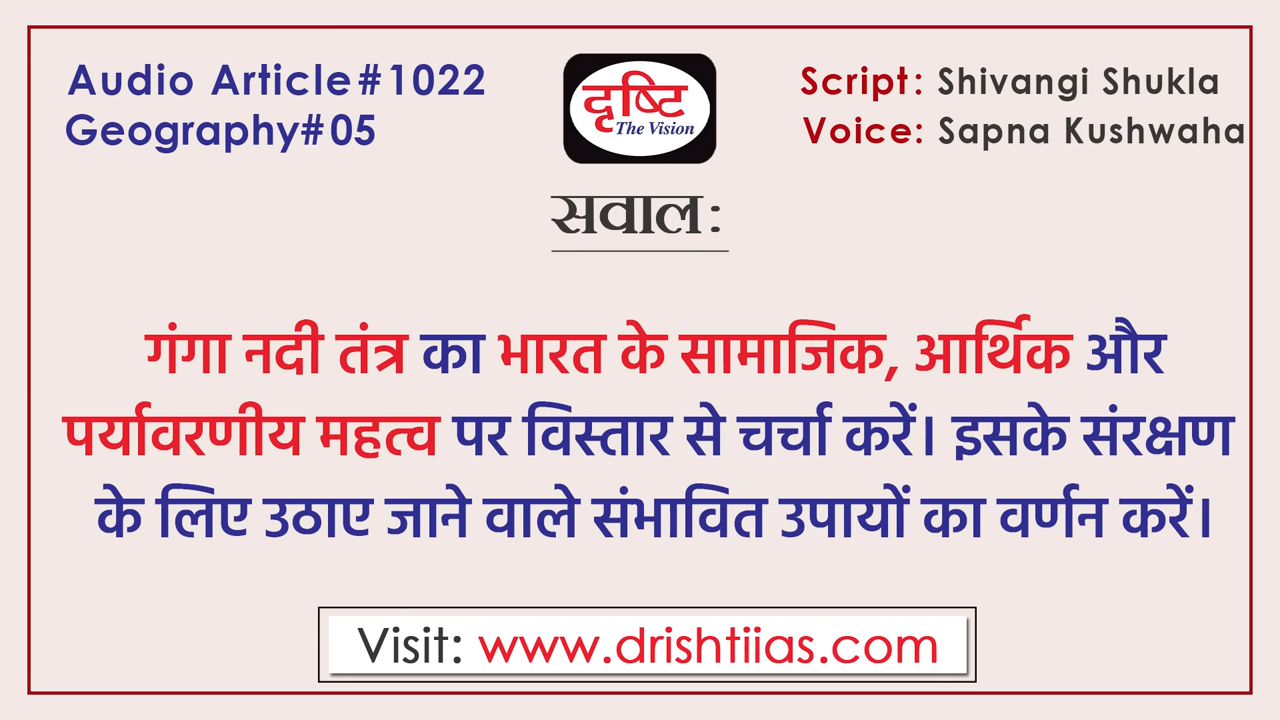 Audio Article#1022
Geography#05
दृष्टि
The Vision
Script: Shivangi Shukla
Voice: Sapna Kushwaha
सवाल:
गंगा नदी तंत्र का भारत के सामाजिक, आर्थिक और
पर्यावरणीय महत्व पर विस्तार से चर्चा करें। इसके संरक्षण
के लिए उठाए जाने वाले संभावित उपायों का वर्णन करें।
Visit: www.drishtiias.com